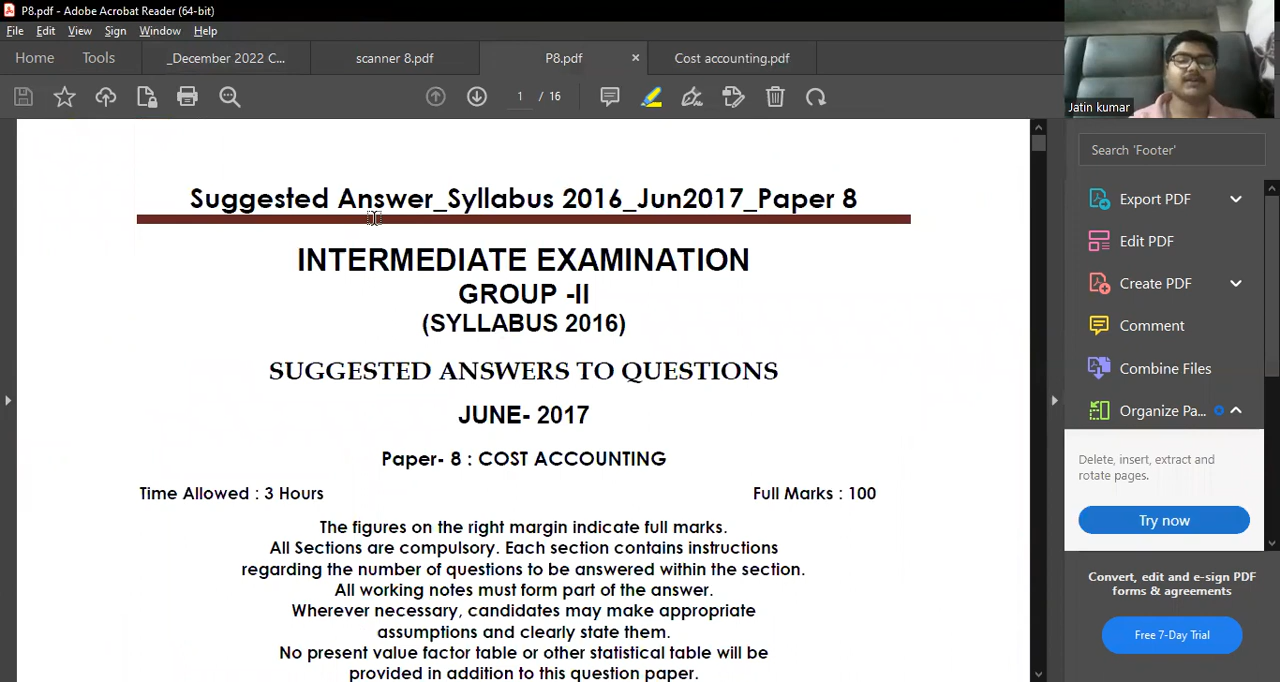 P8.pdf - Adobe Acrobat Reader (64-bit)
File Edit View Sign Window Help
Home Tools _December 2022 C... scanner 8.pdf P8.pdf × Cost accounting.pdf
1 / 16
Jatin kumar
Search 'Footer'
Suggested Answer_Syllabus 2016_Jun2017_Paper 8
INTERMEDIATE EXAMINATION
GROUP -II
(SYLLABUS 2016)
SUGGESTED ANSWERS TO QUESTIONS
JUNE- 2017
Paper- 8 : COST ACCOUNTING
Time Allowed : 3 Hours Full Marks : 100
The figures on the right margin indicate full marks.
All Sections are compulsory. Each section contains instructions
regarding the number of questions to be answered within the section.
All working notes must form part of the answer.
Wherever necessary, candidates may make appropriate
assumptions and clearly state them.
No present value factor table or other statistical table will be
provided in addition to this question paper.
Export PDF
Edit PDF
Create PDF
Comment
Combine Files
Organize Pa...
Delete, insert, extract and
rotate pages.
Try now
Convert, edit and e-sign PDF
forms & agreements
Free 7-Day Trial